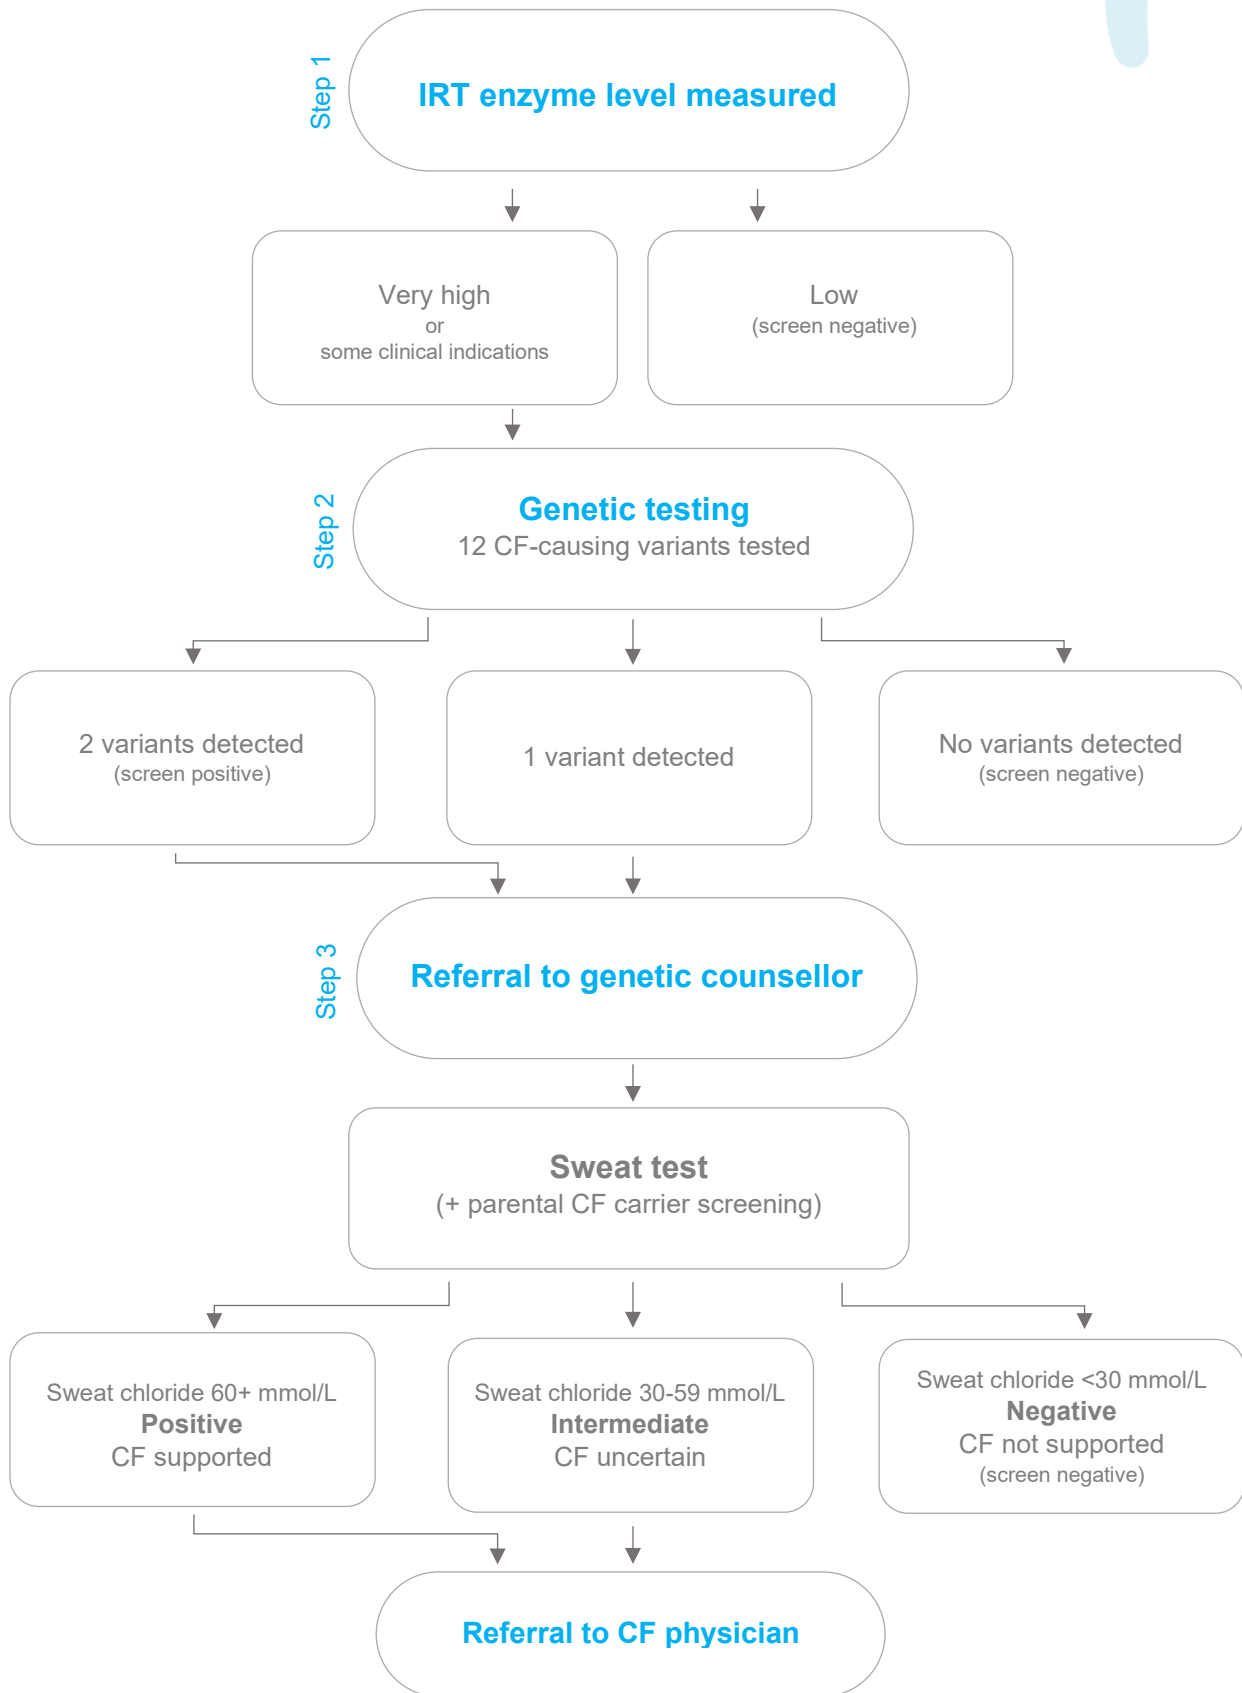 Step 1
IRT enzyme level measured
Very high
or
some clinical indications
Low
(screen negative)
Step 2
Genetic testing
12 CF-causing variants tested
2 variants detected
(screen positive)
1 variant detected
No variants detected
(screen negative)
Step 3
Referral to genetic counsellor
Sweat test
(+ parental CF carrier screening)
Sweat chloride 60+ mmol/L
Positive
CF supported
Sweat chloride 30-59 mmol/L
Intermediate
CF uncertain
Sweat chloride <30 mmol/L
Negative
CF not supported
(screen negative)
Referral to CF physician